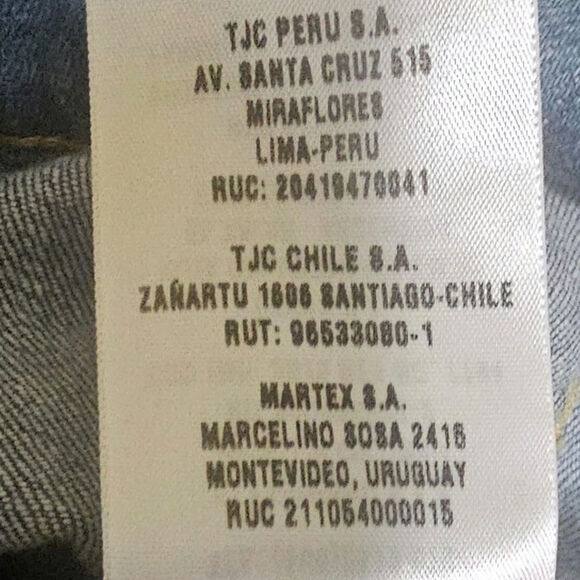 TJC PERU S.A.
AV. SANTA CRUZ 515
MIRAFLORES
LIMA-PERU
RUC: 20419470041
TJC CHILE S.A.
ZAÑARTU 1606 SANTIAGO-CHILE
RUT: 96533080-1
MARTEX S.A.
MARCELINO SOSA 2416
MONTEVIDEO, URUGUAY
RUC 211054000015